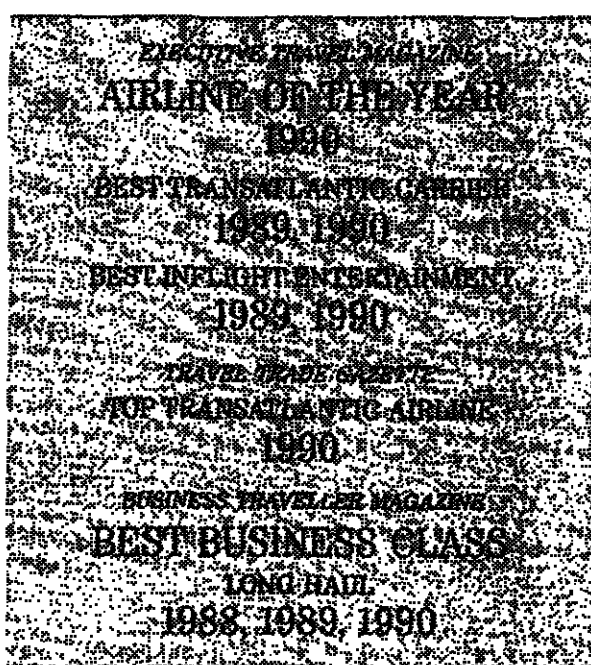 EXECUTIVE TRAVEL MAGAZINE
AIRLINE OF THE YEAR
1990
BEST TRANSATLANTIC CARRIER
1989, 1990
BEST INFLIGHT ENTERTAINMENT
1989, 1990
TRAVEL TRADE GAZETTE
TOP TRANSATLANTIC AIRLINE
1990
BUSINESS TRAVELLER MAGAZINE
BEST BUSINESS CLASS
LONG HAUL
1988, 1989, 1990